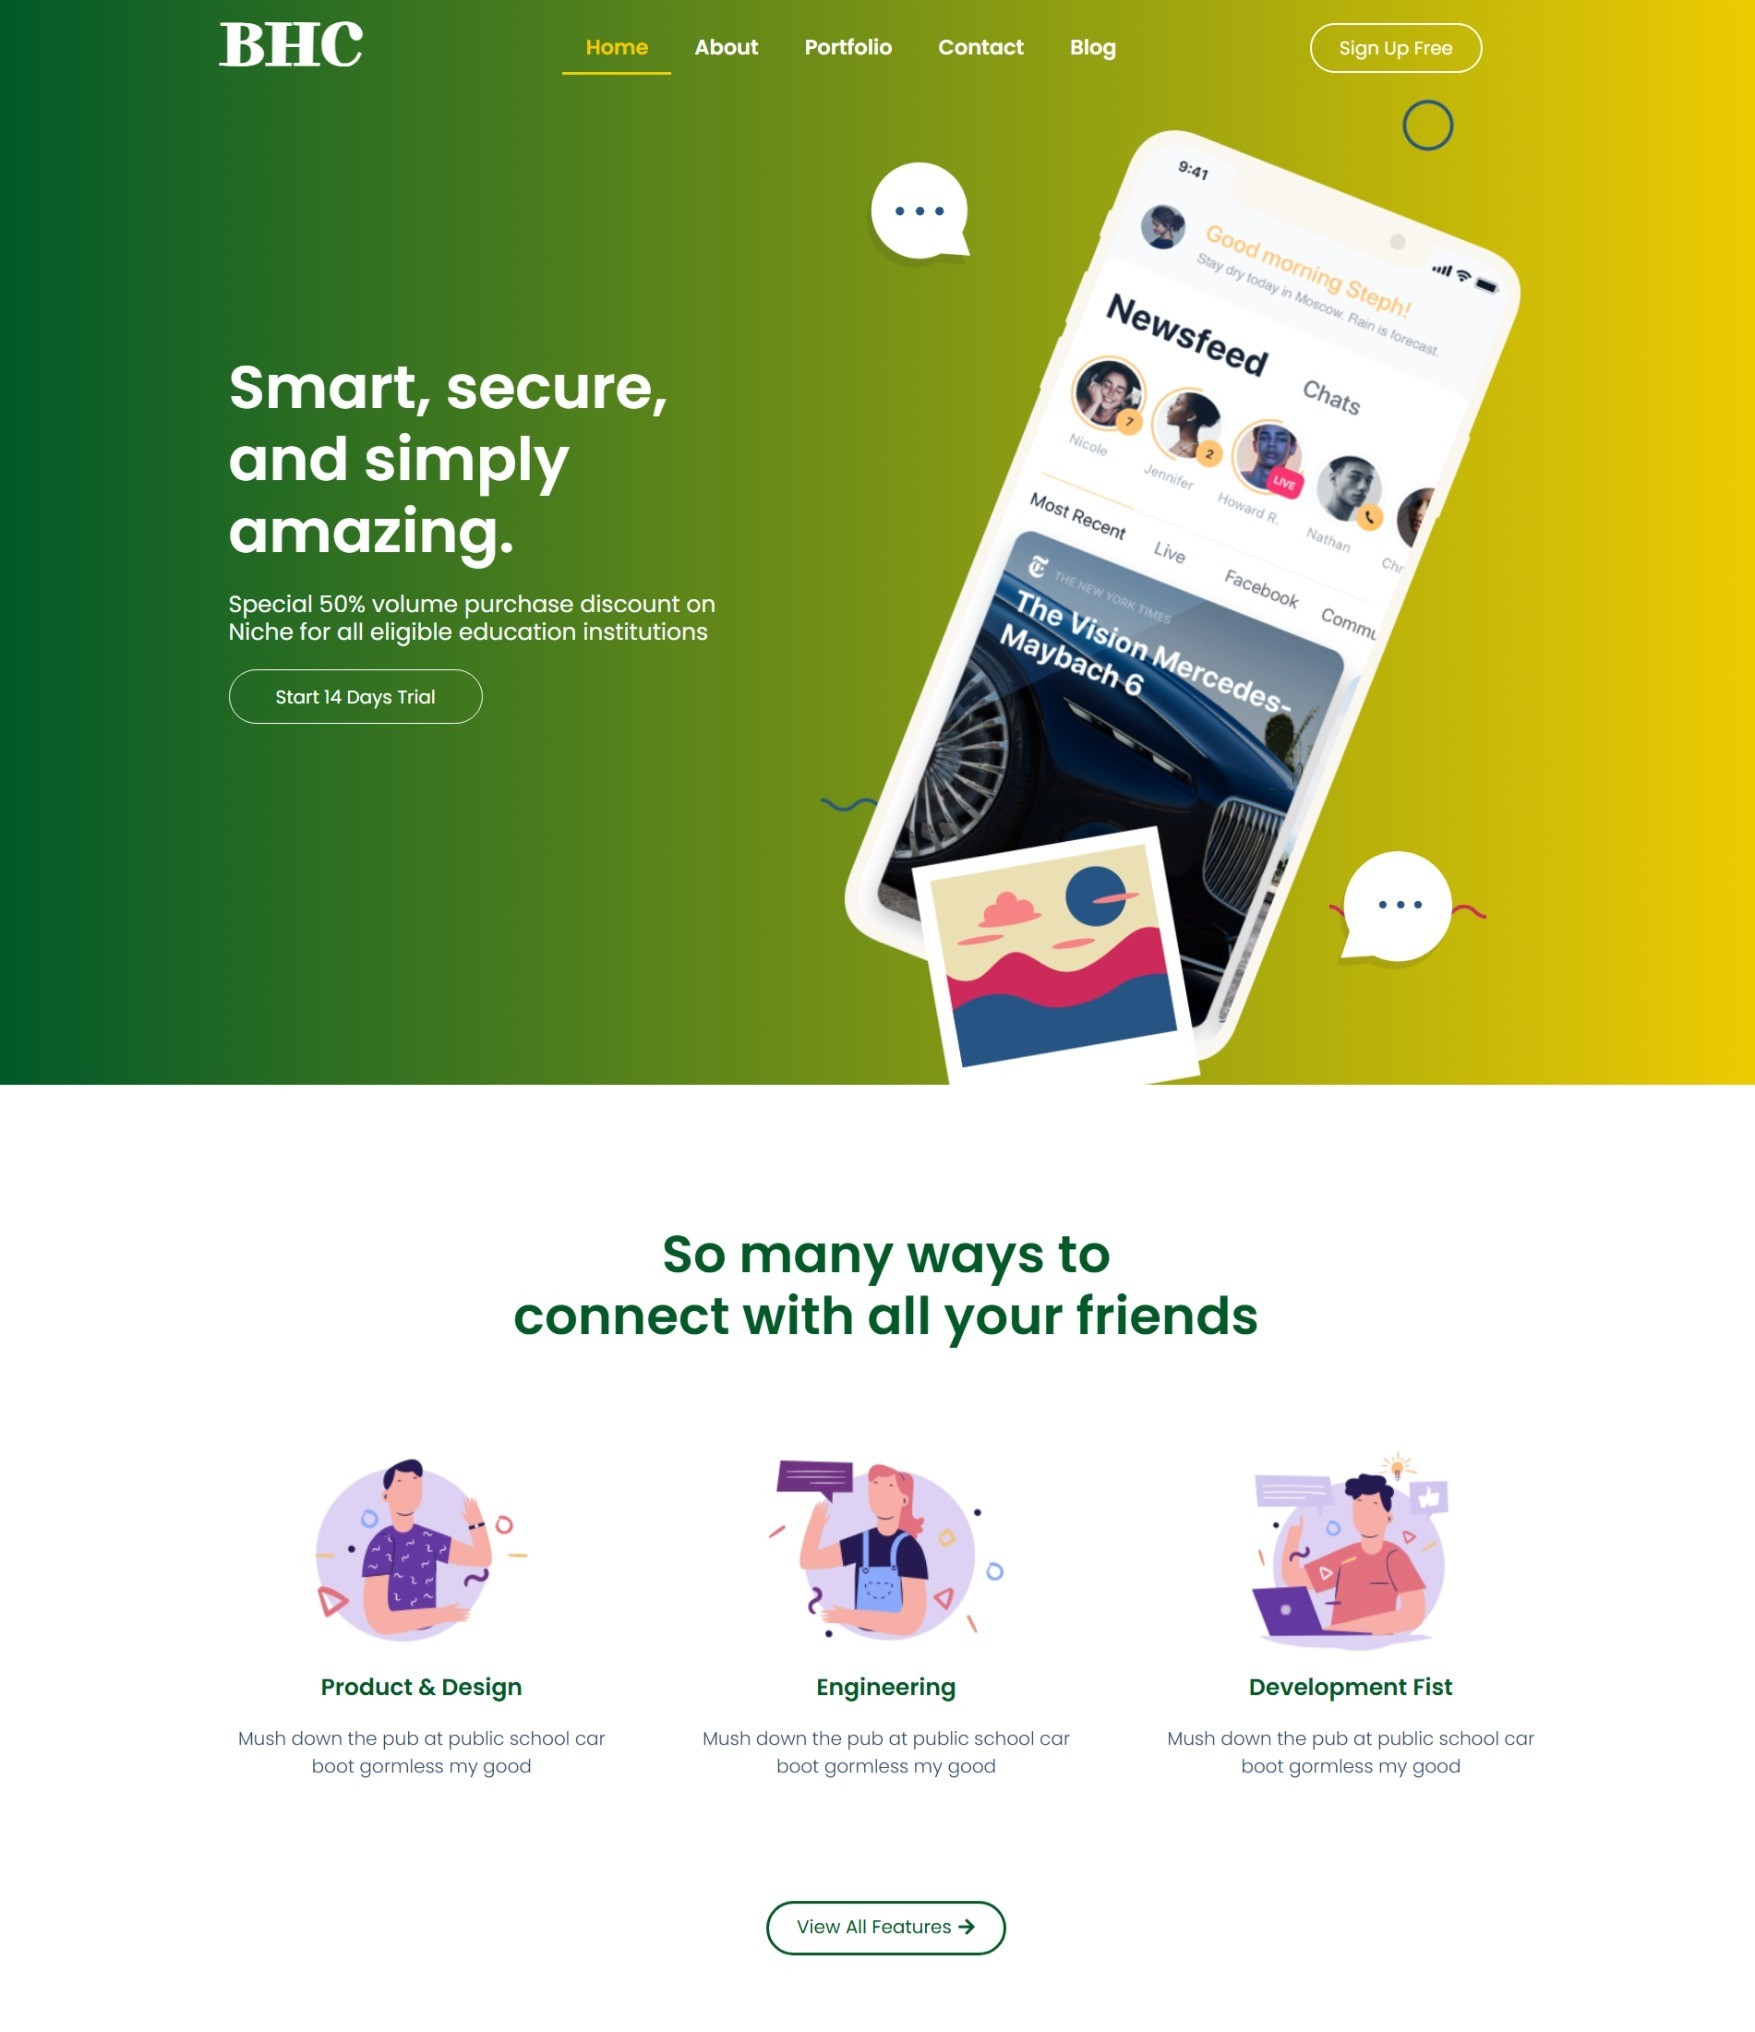 BHC
Home
About
Portfolio
Contact
Blog
Sign Up Free
Smart, secure,
and simply
amazing.
Special 50% volume purchase discount on
Niche for all eligible education institutions
Start 14 Days Trial
9:41
Good morning Steph!
Stay dry today in Moscow. Rain is forecast.
Newsfeed
Chats
7
2
LIVE
Nicole
Jennifer
Howard R.
Nathan
Chr
Most Recent
Live
Facebook
Commu
THE NEW YORK TIMES
The Vision Mercedes-
Maybach 6
So many ways to
connect with all your friends
Product & Design
Mush down the pub at public school car
boot gormless my good
Engineering
Mush down the pub at public school car
boot gormless my good
Development Fist
Mush down the pub at public school car
boot gormless my good
View All Features